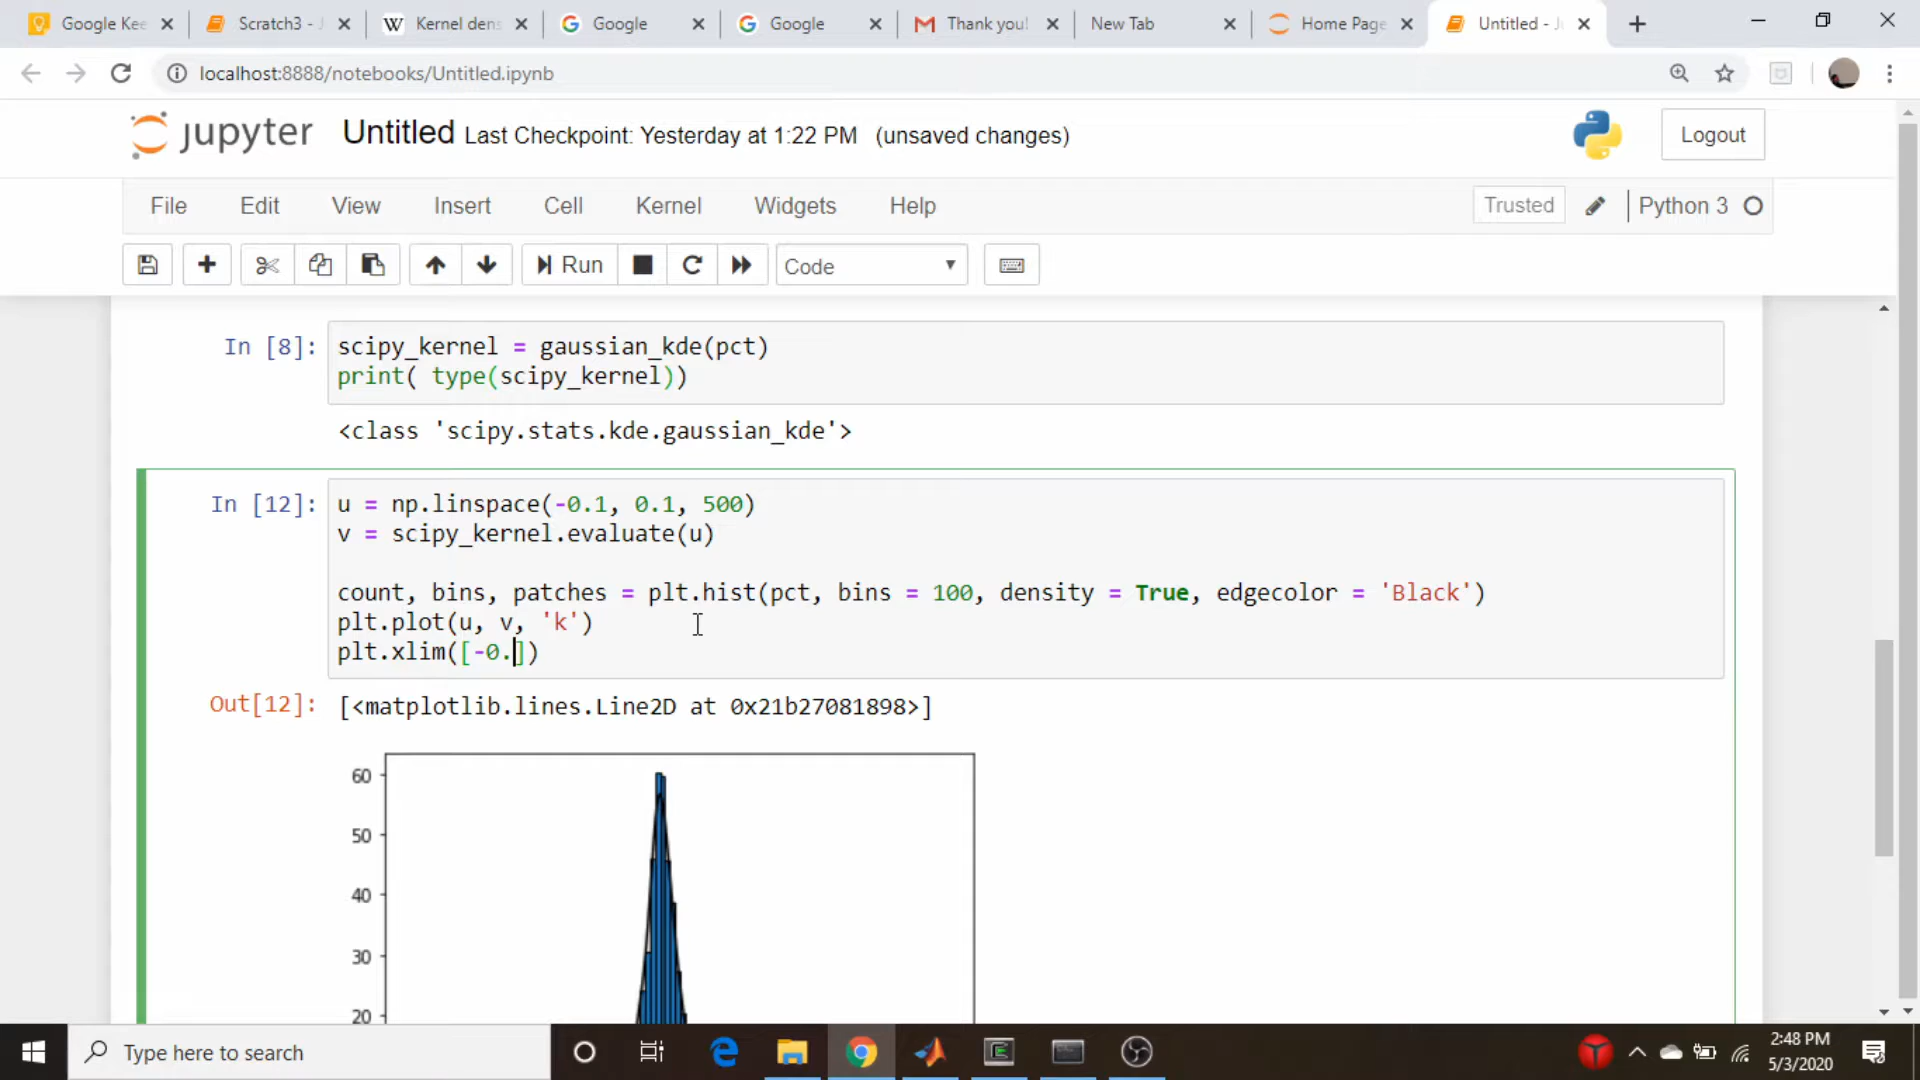 Google Kee
Scratch3 - J
Kernel dens
Google
Google
Thank you!
New Tab
Home Page
Untitled - Ju
localhost:8888/notebooks/Untitled.ipynb
jupyter Untitled Last Checkpoint: Yesterday at 1:22 PM (unsaved changes)
Logout
File Edit View Insert Cell Kernel Widgets Help
Trusted Python 3
Run Code
In [8]: scipy_kernel = gaussian_kde(pct)
print( type(scipy_kernel))
<class 'scipy.stats.kde.gaussian_kde'>
In [12]: u = np.linspace(-0.1, 0.1, 500)
v = scipy_kernel.evaluate(u)
count, bins, patches = plt.hist(pct, bins = 100, density = True, edgecolor = 'Black')
plt.plot(u, v, 'k')
plt.xlim([-0.])
Out[12]: [<matplotlib.lines.Line2D at 0x21b27081898>]
60
50
40
30
20
Type here to search
2:48 PM
5/3/2020